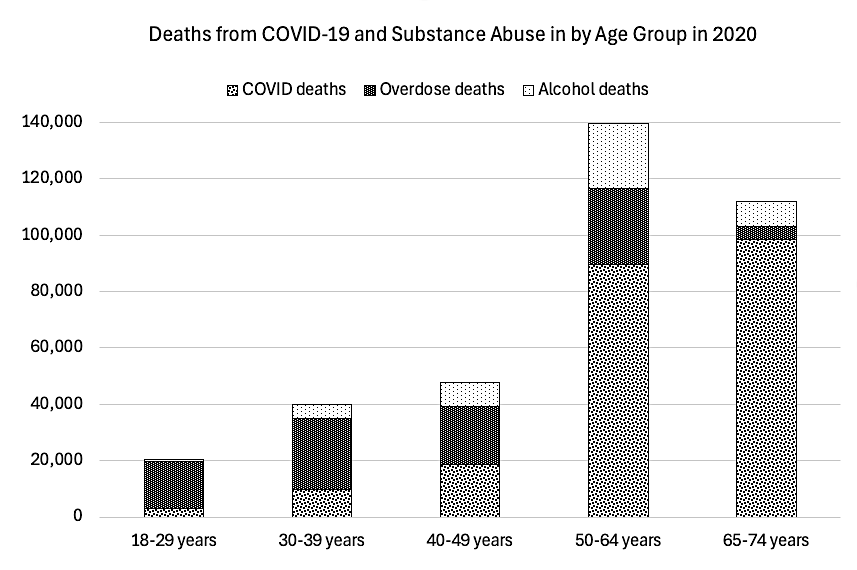 Deaths from COVID-19 and Substance Abuse in by Age Group in 2020
COVID deaths Overdose deaths Alcohol deaths
140,000
120,000
100,000
80,000
60,000
40,000
20,000
0
18-29 years 30-39 years 40-49 years 50-64 years 65-74 years